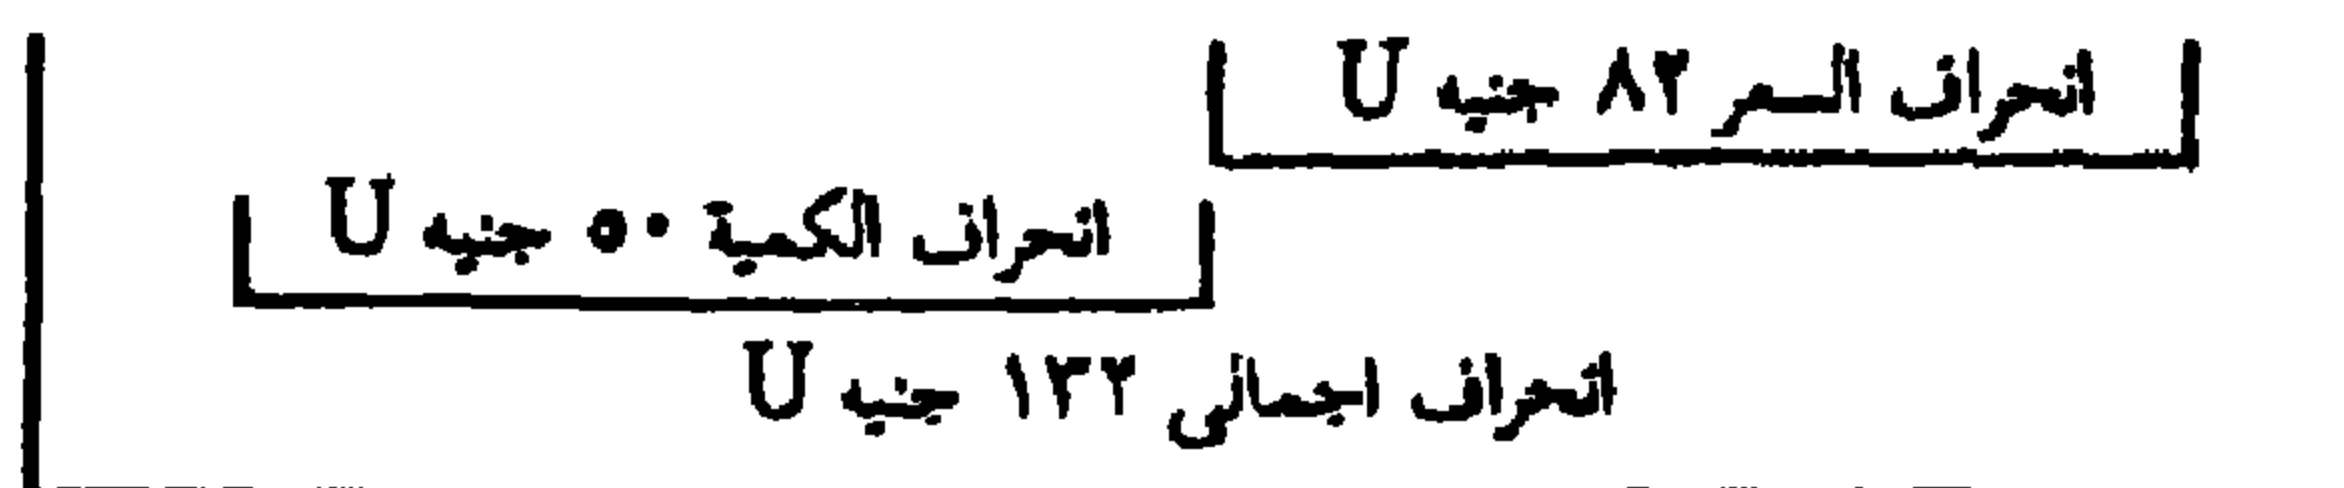 انحراف السعر ٨٢ جنيه U
انحراف الكمية ٥٠ جنيه U
انحراف اجمالى ١٣٢ جنيه U